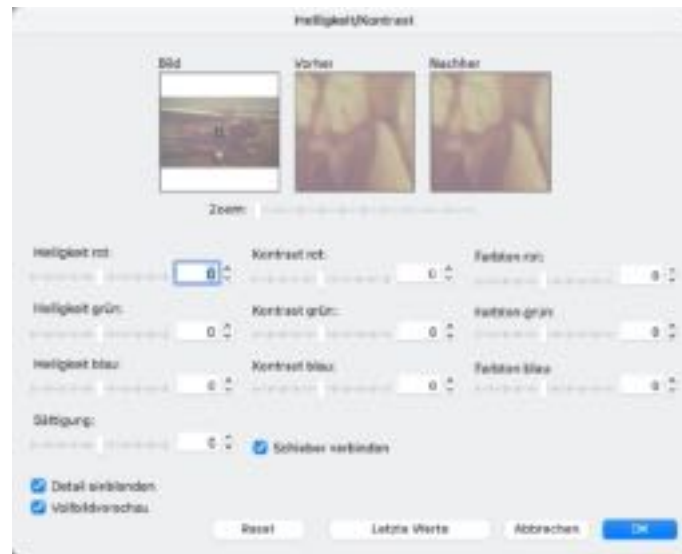 Helligkeit/Kontrast
Bild Vorher Nachher
Zoom:
Helligkeit rot: Kontrast rot: Farbton rot:
0 0 0
Helligkeit grün: Kontrast grün: Farbton grün:
0 0 0
Helligkeit blau: Kontrast blau: Farbton blau:
0 0 0
Sättigung:
0 Schieber verbinden
Detail einblenden
Vollbildvorschau
Reset Letzte Werte Abbrechen OK